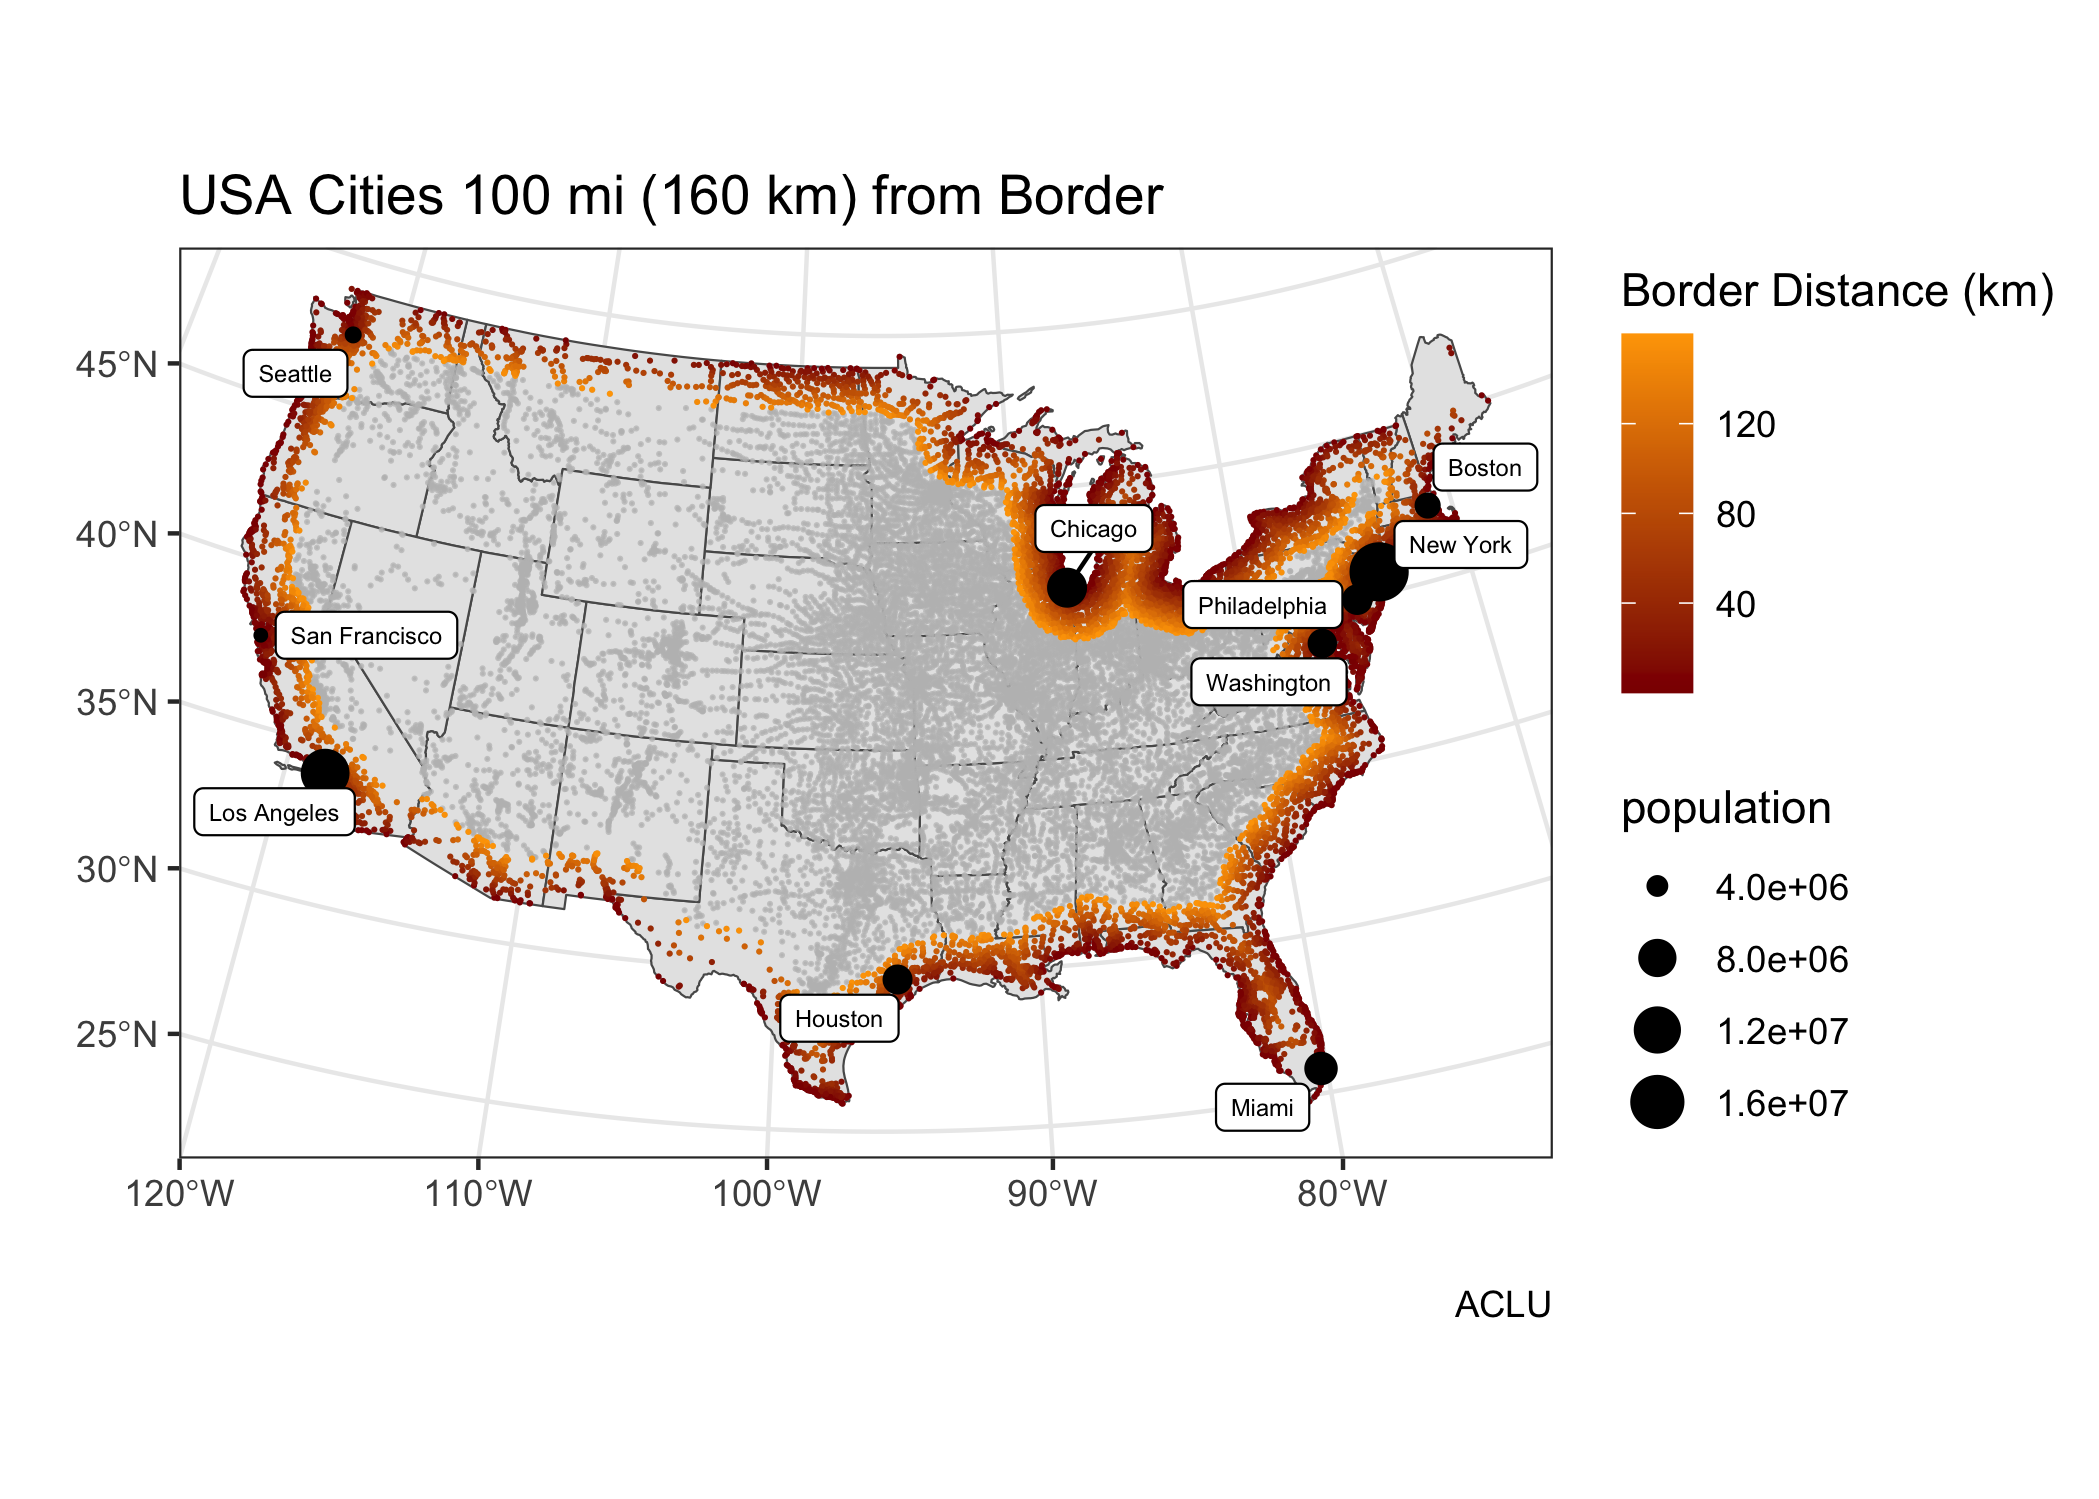 USA Cities 100 mi (160 km) from Border
45°N
40°N
35°N
30°N
25°N
120°W
110°W
100°W
90°W
80°W
Seattle
Boston
Chicago
New York
Philadelphia
San Francisco
Washington
Los Angeles
Houston
Miami
Border Distance (km)
120
80
40
population
4.0e+06
8.0e+06
1.2e+07
1.6e+07
ACLU